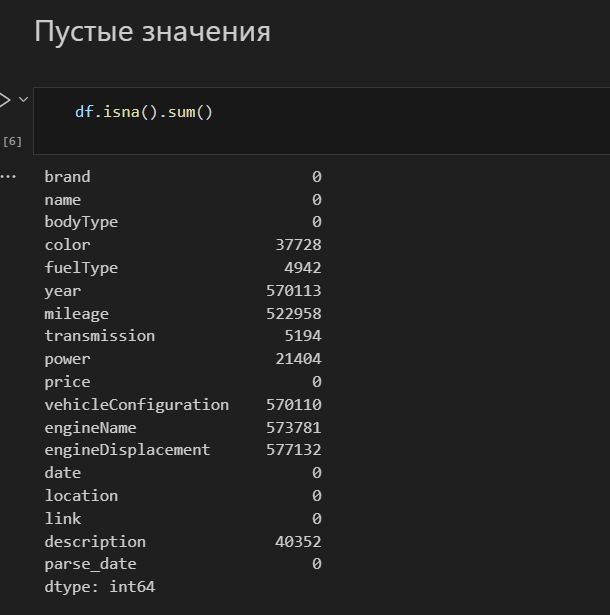 Пустые значения
df.isna().sum()
[6]
...
brand 0
name 0
bodyType 0
color 37728
fuelType 4942
year 570113
mileage 522958
transmission 5194
power 21404
price 0
vehicleConfiguration 570110
engineName 573781
engineDisplacement 577132
date 0
location 0
link 0
description 40352
parse_date 0
dtype: int64